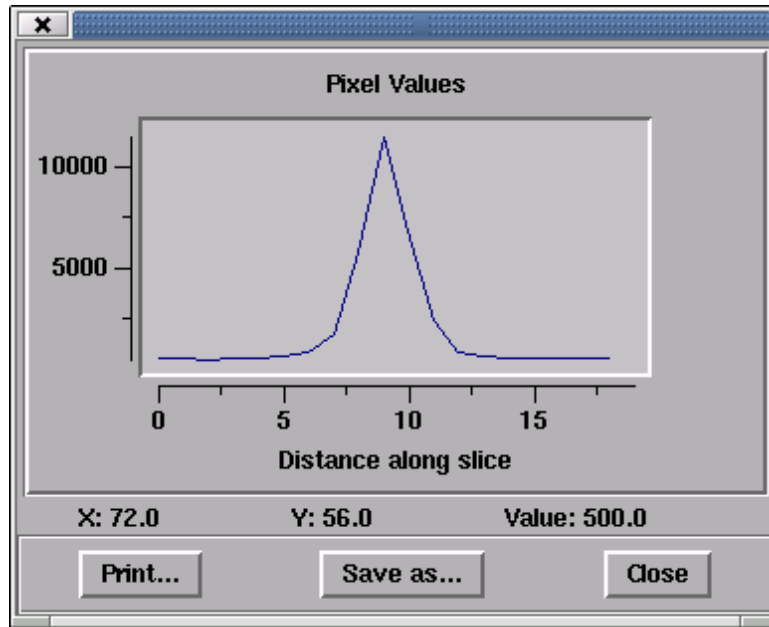 Pixel Values
10000
5000
0 5 10 15
Distance along slice
X: 72.0 Y: 56.0 Value: 500.0
Print... Save as... Close